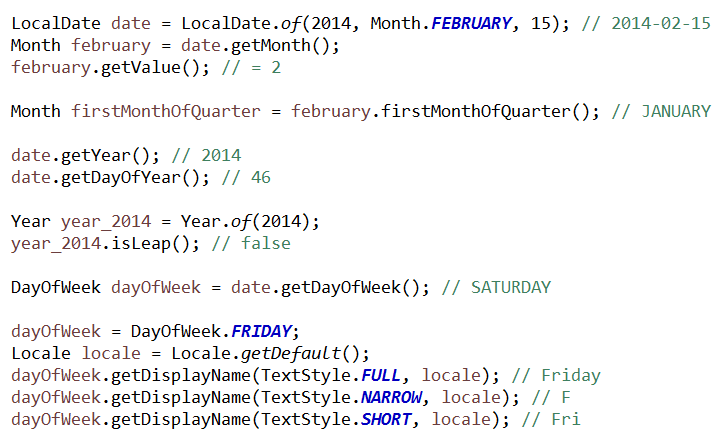 LocalDate date = LocalDate.of(2014, Month.FEBRUARY, 15); // 2014-02-15
Month february = date.getMonth();
february.getValue(); // = 2
Month firstMonthOfQuarter = february.firstMonthOfQuarter(); // JANUARY
date.getYear(); // 2014
date.getDayOfYear(); // 46
Year year_2014 = Year.of(2014);
year_2014.isLeap(); // false
DayOfWeek dayOfWeek = date.getDayOfWeek(); // SATURDAY
dayOfWeek = DayOfWeek.FRIDAY;
Locale locale = Locale.getDefault();
dayOfWeek.getDisplayName(TextStyle.FULL, locale); // Friday
dayOfWeek.getDisplayName(TextStyle.NARROW, locale); // F
dayOfWeek.getDisplayName(TextStyle.SHORT, locale); // Fri